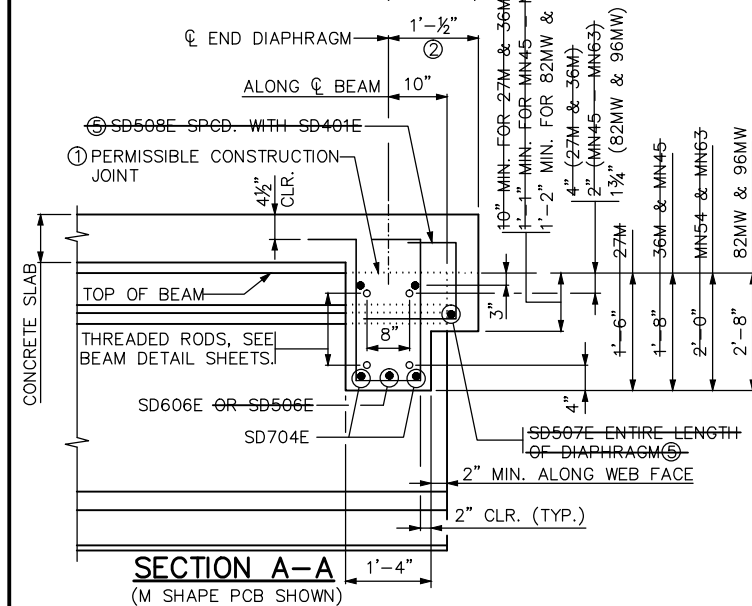 ℄ END DIAPHRAGM
1'-½"
②
ALONG ℄ BEAM
10"
⑤ SD508E SPCD. WITH SD401E
① PERMISSIBLE CONSTRUCTION
JOINT
4½"
CLR.
CONCRETE SLAB
TOP OF BEAM
THREADED RODS, SEE
BEAM DETAIL SHEETS.
8"
3"
4"
SD606E OR SD506E
SD704E
SD507E ENTIRE LENGTH
OF DIAPHRAGM ⑤
2" MIN. ALONG WEB FACE
2" CLR. (TYP.)
1'-4"
10" MIN. FOR 27M & 36M
1'-1" MIN. FOR MN45 -
1'-2" MIN. FOR 82MW &
4" (27M & 36M)
2" (MN45 - MN63)
1¾" (82MW & 96MW)
1'-6" 27M
1'-8" 36M & MN45
2'-0" MN54 & MN63
2'-8" 82MW & 96MW
SECTION A-A
(M SHAPE PCB SHOWN)